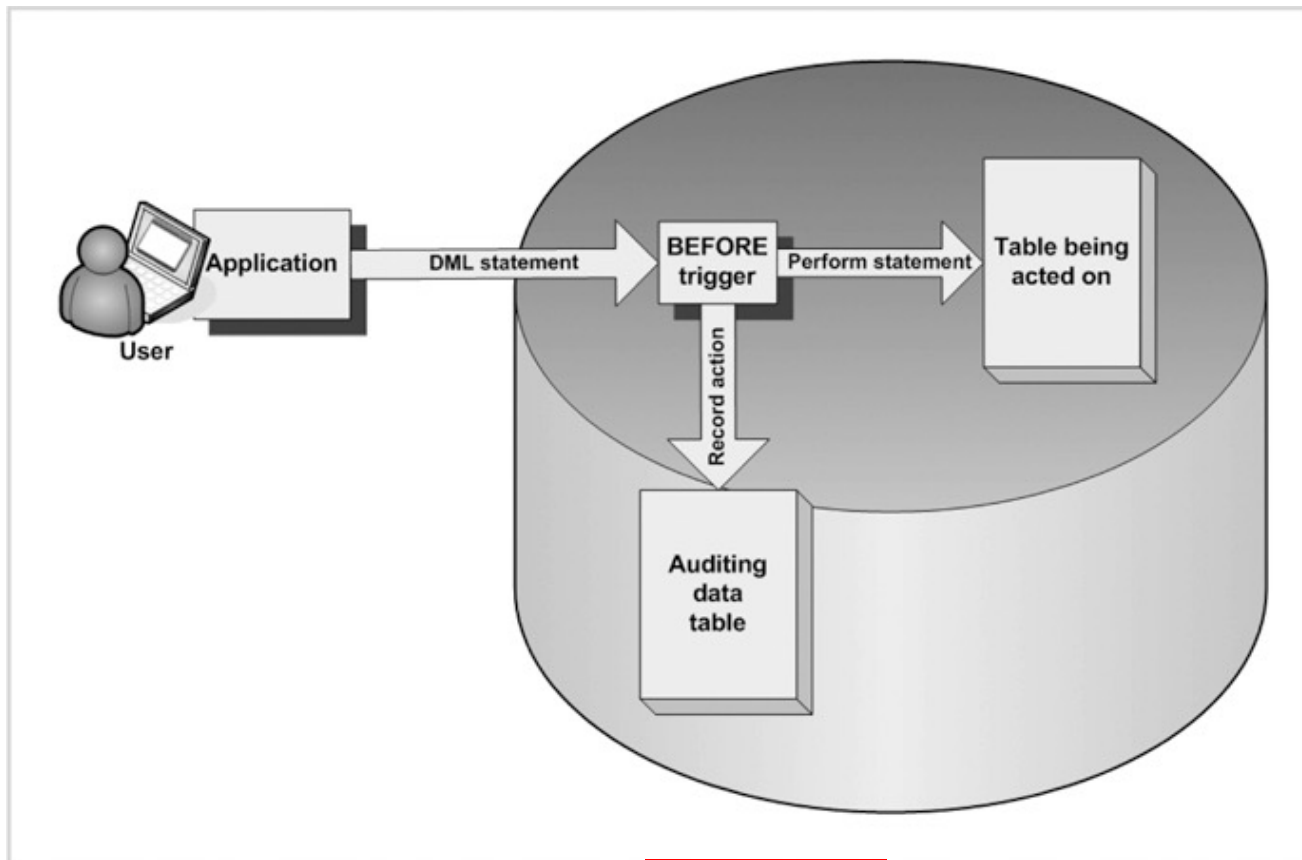 User
Application
DML statement
BEFORE
trigger
Perform statement
Table being
acted on
Record action
Auditing
data
table